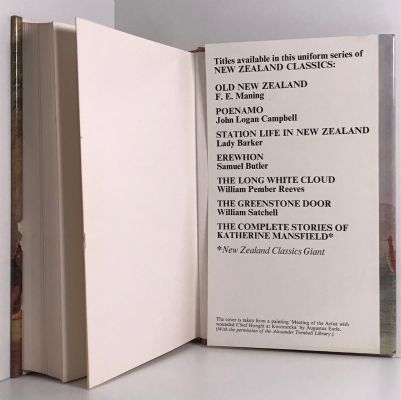 Titles available in this uniform series of
NEW ZEALAND CLASSICS:
OLD NEW ZEALAND
F. E. Maning
POENAMO
John Logan Campbell
STATION LIFE IN NEW ZEALAND
Lady Barker
EREWHON
Samuel Butler
THE LONG WHITE CLOUD
William Pember Reeves
THE GREENSTONE DOOR
William Satchell
THE COMPLETE STORIES OF
KATHERINE MANSFIELD*
*New Zealand Classics Giant
The cover is taken from a painting 'Meeting of the Artist with
wounded Chief Hongi at Kororareka' by Augustus Earle.
(With the permission of the Alexander Turnbull Library.)